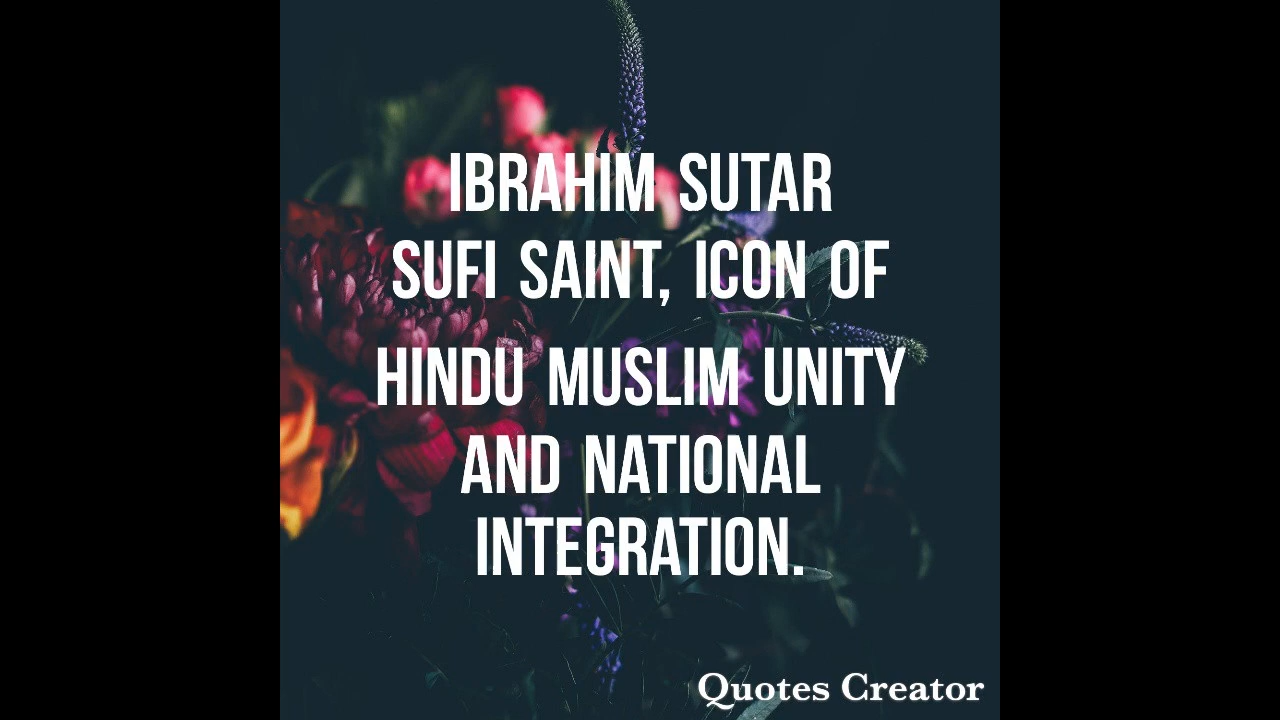 IBRAHIM SUTAR
SUFI SAINT, ICON OF
HINDU MUSLIM UNITY
AND NATIONAL
INTEGRATION.
Quotes Creator